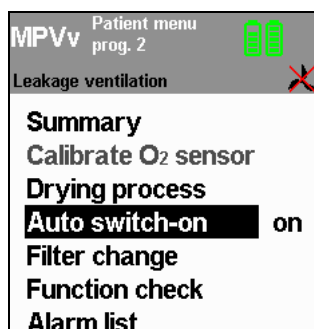 MPVv Patient menu
prog. 2
Leakage ventilation
Summary
Calibrate O₂ sensor
Drying process
Auto switch-on on
Filter change
Function check
Alarm list